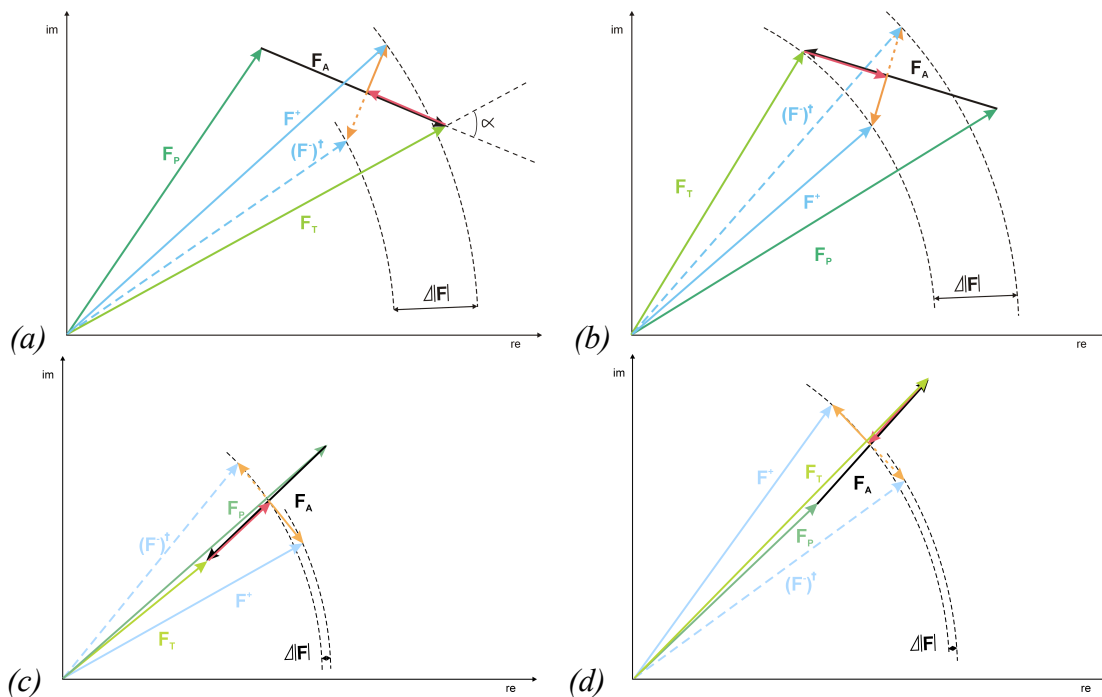 im
F_A
F⁺
F_P
(F⁻)†
F_T
α
Δ|F|
re
(a)
im
F_A
(F⁻)†
F_T
F⁺
F_P
Δ|F|
re
(b)
im
F_A
F_P
(F⁻)†
F⁺
F_T
Δ|F|
re
(c)
im
F⁺
F_T
F_A
F_P
(F⁻)†
Δ|F|
re
(d)